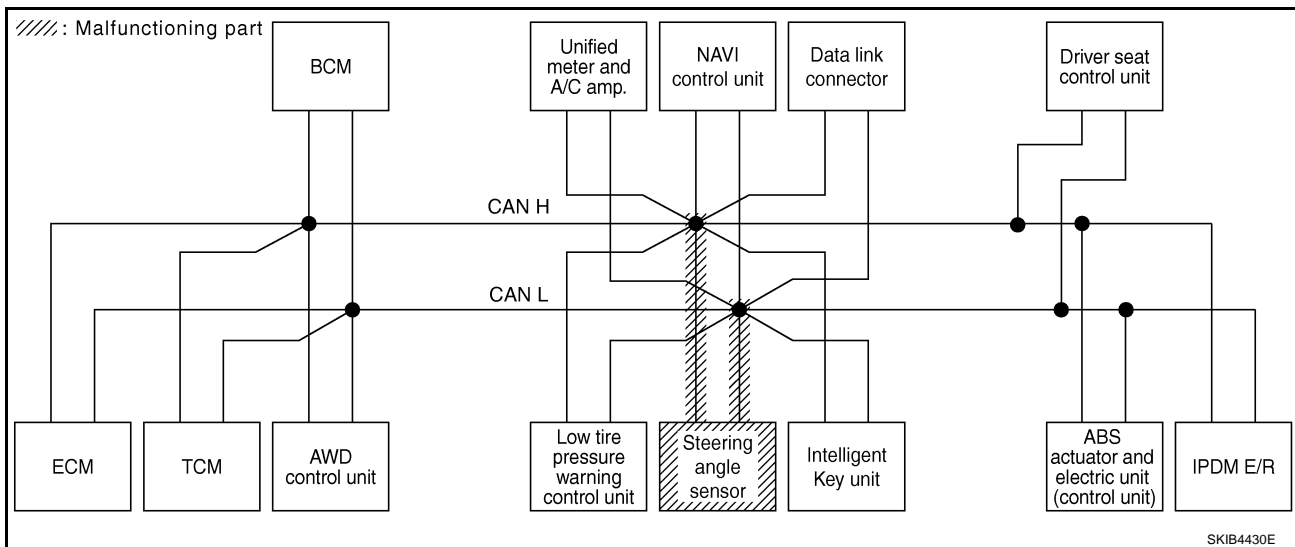 : Malfunctioning part
BCM
Unified
meter and
A/C amp.
NAVI
control unit
Data link
connector
Driver seat
control unit
CAN H
CAN L
ECM
TCM
AWD
control unit
Low tire
pressure
warning
control unit
Steering
angle
sensor
Intelligent
Key unit
ABS
actuator and
electric unit
(control unit)
IPDM E/R
SKIB4430E